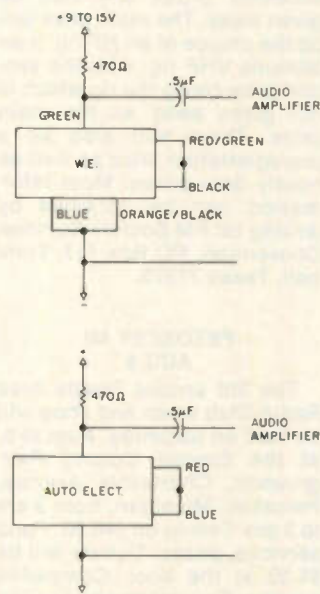 +9 TO 15V
470Ω
.5µF
AUDIO
AMPLIFIER
GREEN
RED/GREEN
W.E.
BLACK
BLUE
ORANGE/BLACK
+
470Ω
.5µF
AUDIO
AMPLIFIER
RED
AUTO ELECT.
BLUE